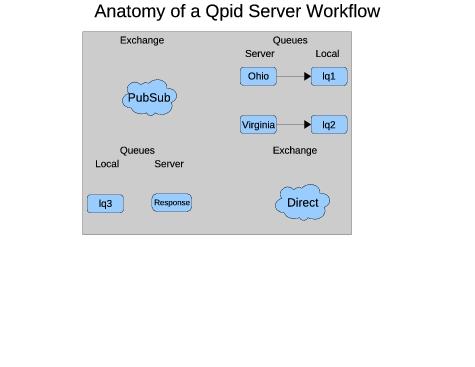 Anatomy of a Qpid Server Workflow
Exchange
Queues
Server Local
Ohio lq1
PubSub
Virginia lq2
Queues
Exchange
Local Server
lq3 Response
Direct